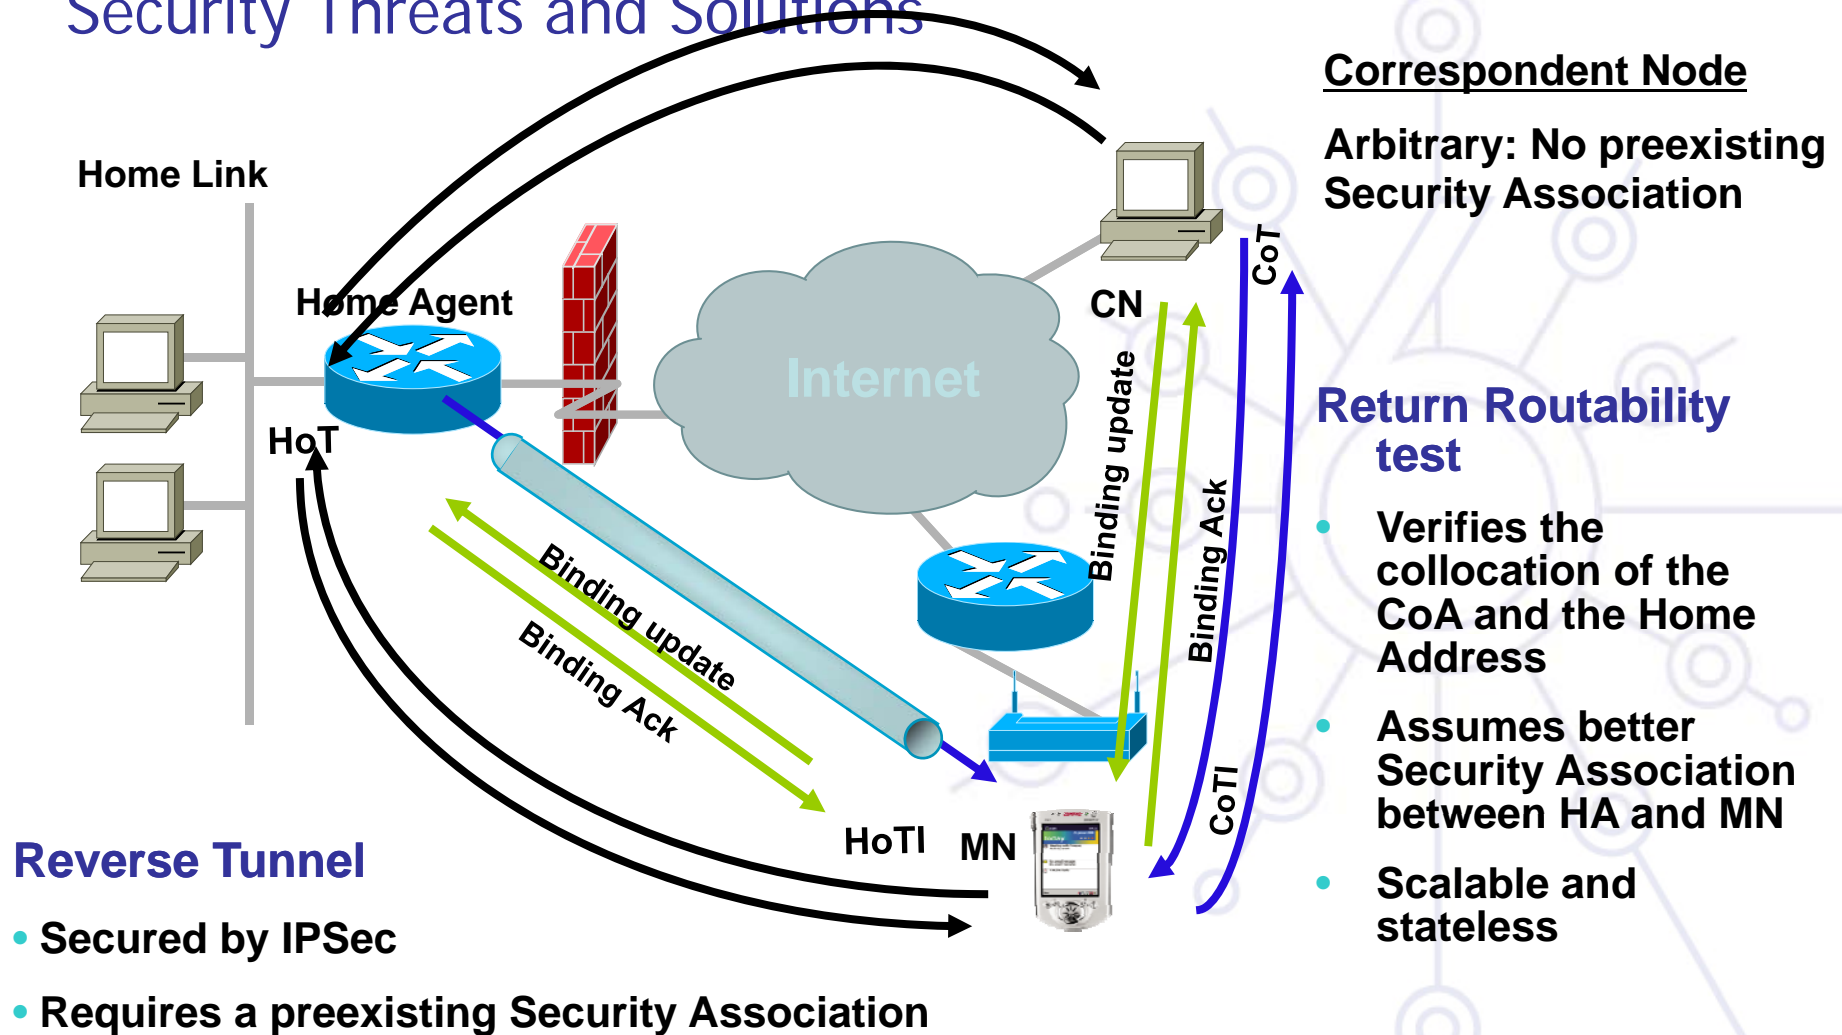 Security Threats and Solutions
Correspondent Node
Arbitrary: No preexisting
Security Association
Home Link
Home Agent
Internet
CN
CoT
HoT
Binding update
Binding Ack
Binding update
Binding Ack
CoTI
HoTI
MN
Return Routability
test
• Verifies the
collocation of the
CoA and the Home
Address
• Assumes better
Security Association
between HA and MN
• Scalable and
stateless
Reverse Tunnel
• Secured by IPSec
• Requires a preexisting Security Association